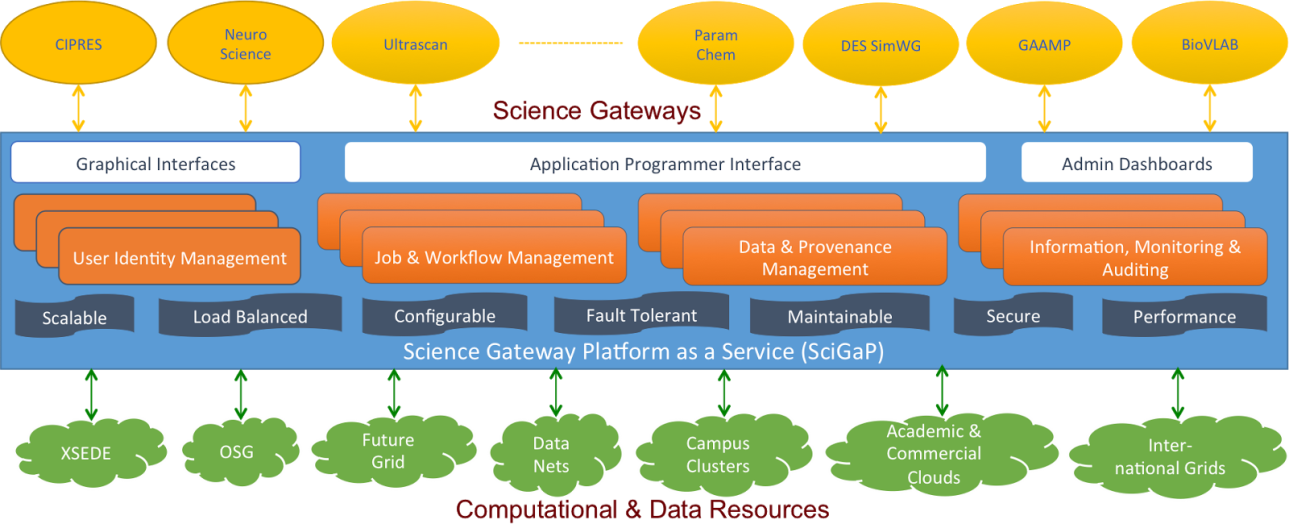 CIPRES
Neuro
Science
Ultrascan
Param
Chem
DES SimWG
GAAMP
BioVLAB
Science Gateways
Graphical Interfaces
Application Programmer Interface
Admin Dashboards
User Identity Management
Job & Workflow Management
Data & Provenance
Management
Information, Monitoring &
Auditing
Scalable
Load Balanced
Configurable
Fault Tolerant
Maintainable
Secure
Performance
Science Gateway Platform as a Service (SciGaP)
XSEDE
OSG
Future
Grid
Data
Nets
Campus
Clusters
Academic &
Commercial
Clouds
Inter-
national Grids
Computational & Data Resources